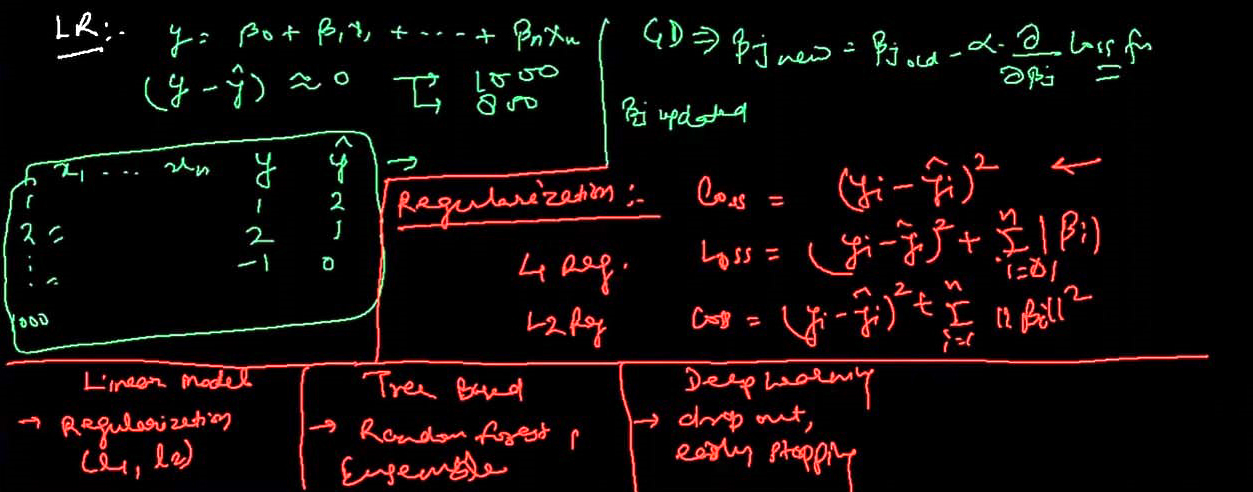 LR:- y = β0 + β1x1 + ---- + βnxn
(y - ŷ) ≈ 0 1000
800
GD ⇒ βj new = βj old - α · ∂/∂βj Loss fn
βj updated
x1 ... xn y ŷ
1 1 2
2 = 2 1
: -1 0
1000
Regularization :- Loss = (yi - ŷi)²
L1 Reg. Loss = (yi - ŷi)² + Σ i=1 n |βi|
L2 Reg Loss = (yi - ŷi)² + Σ i=1 n ||βi||²
Linear model
→ Regularization
(l1, l2)
Tree Based
→ Random forest,
Ensemble
Deep Learning
→ drop out,
early stopping